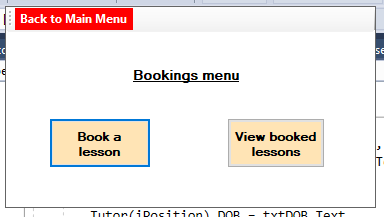 Back to Main Menu
Bookings menu
Book a
lesson
View booked
lessons
Tutor(iPosition).DOB = txtDOB.Text